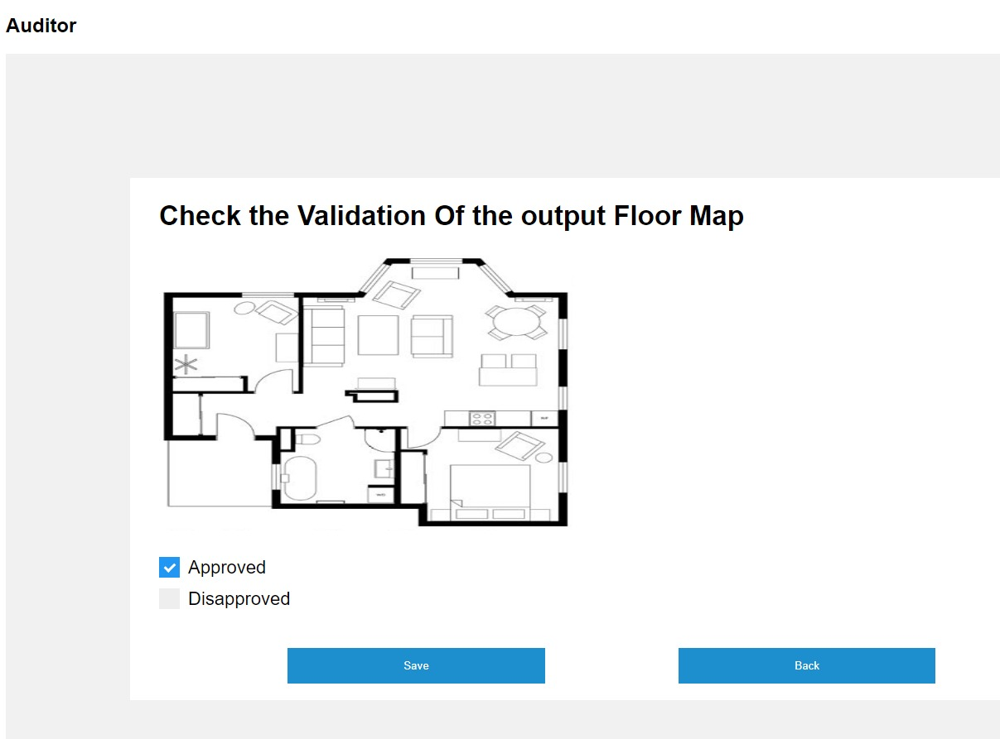 Auditor
Check the Validation Of the output Floor Map
Approved
Disapproved
Save
Back